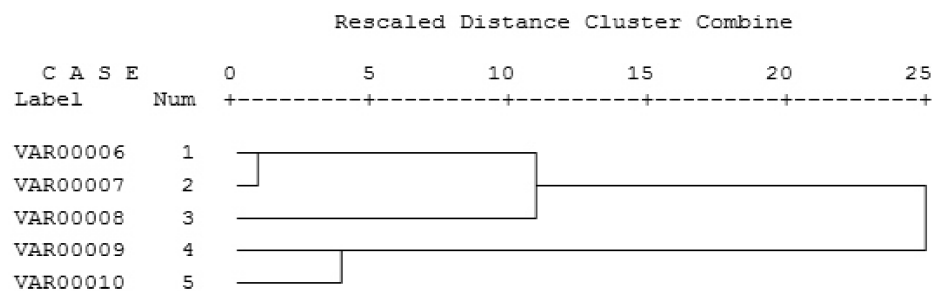 Rescaled Distance Cluster Combine
C A S E 0 5 10 15 20 25
Label Num +---------+---------+---------+---------+---------+
VAR00006 1
VAR00007 2
VAR00008 3
VAR00009 4
VAR00010 5